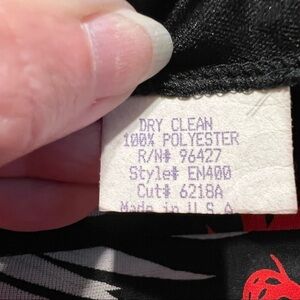 DRY CLEAN
100% POLYESTER
R/N# 96427
Style# EN400
Cut# 6218A
Made in U.S.A